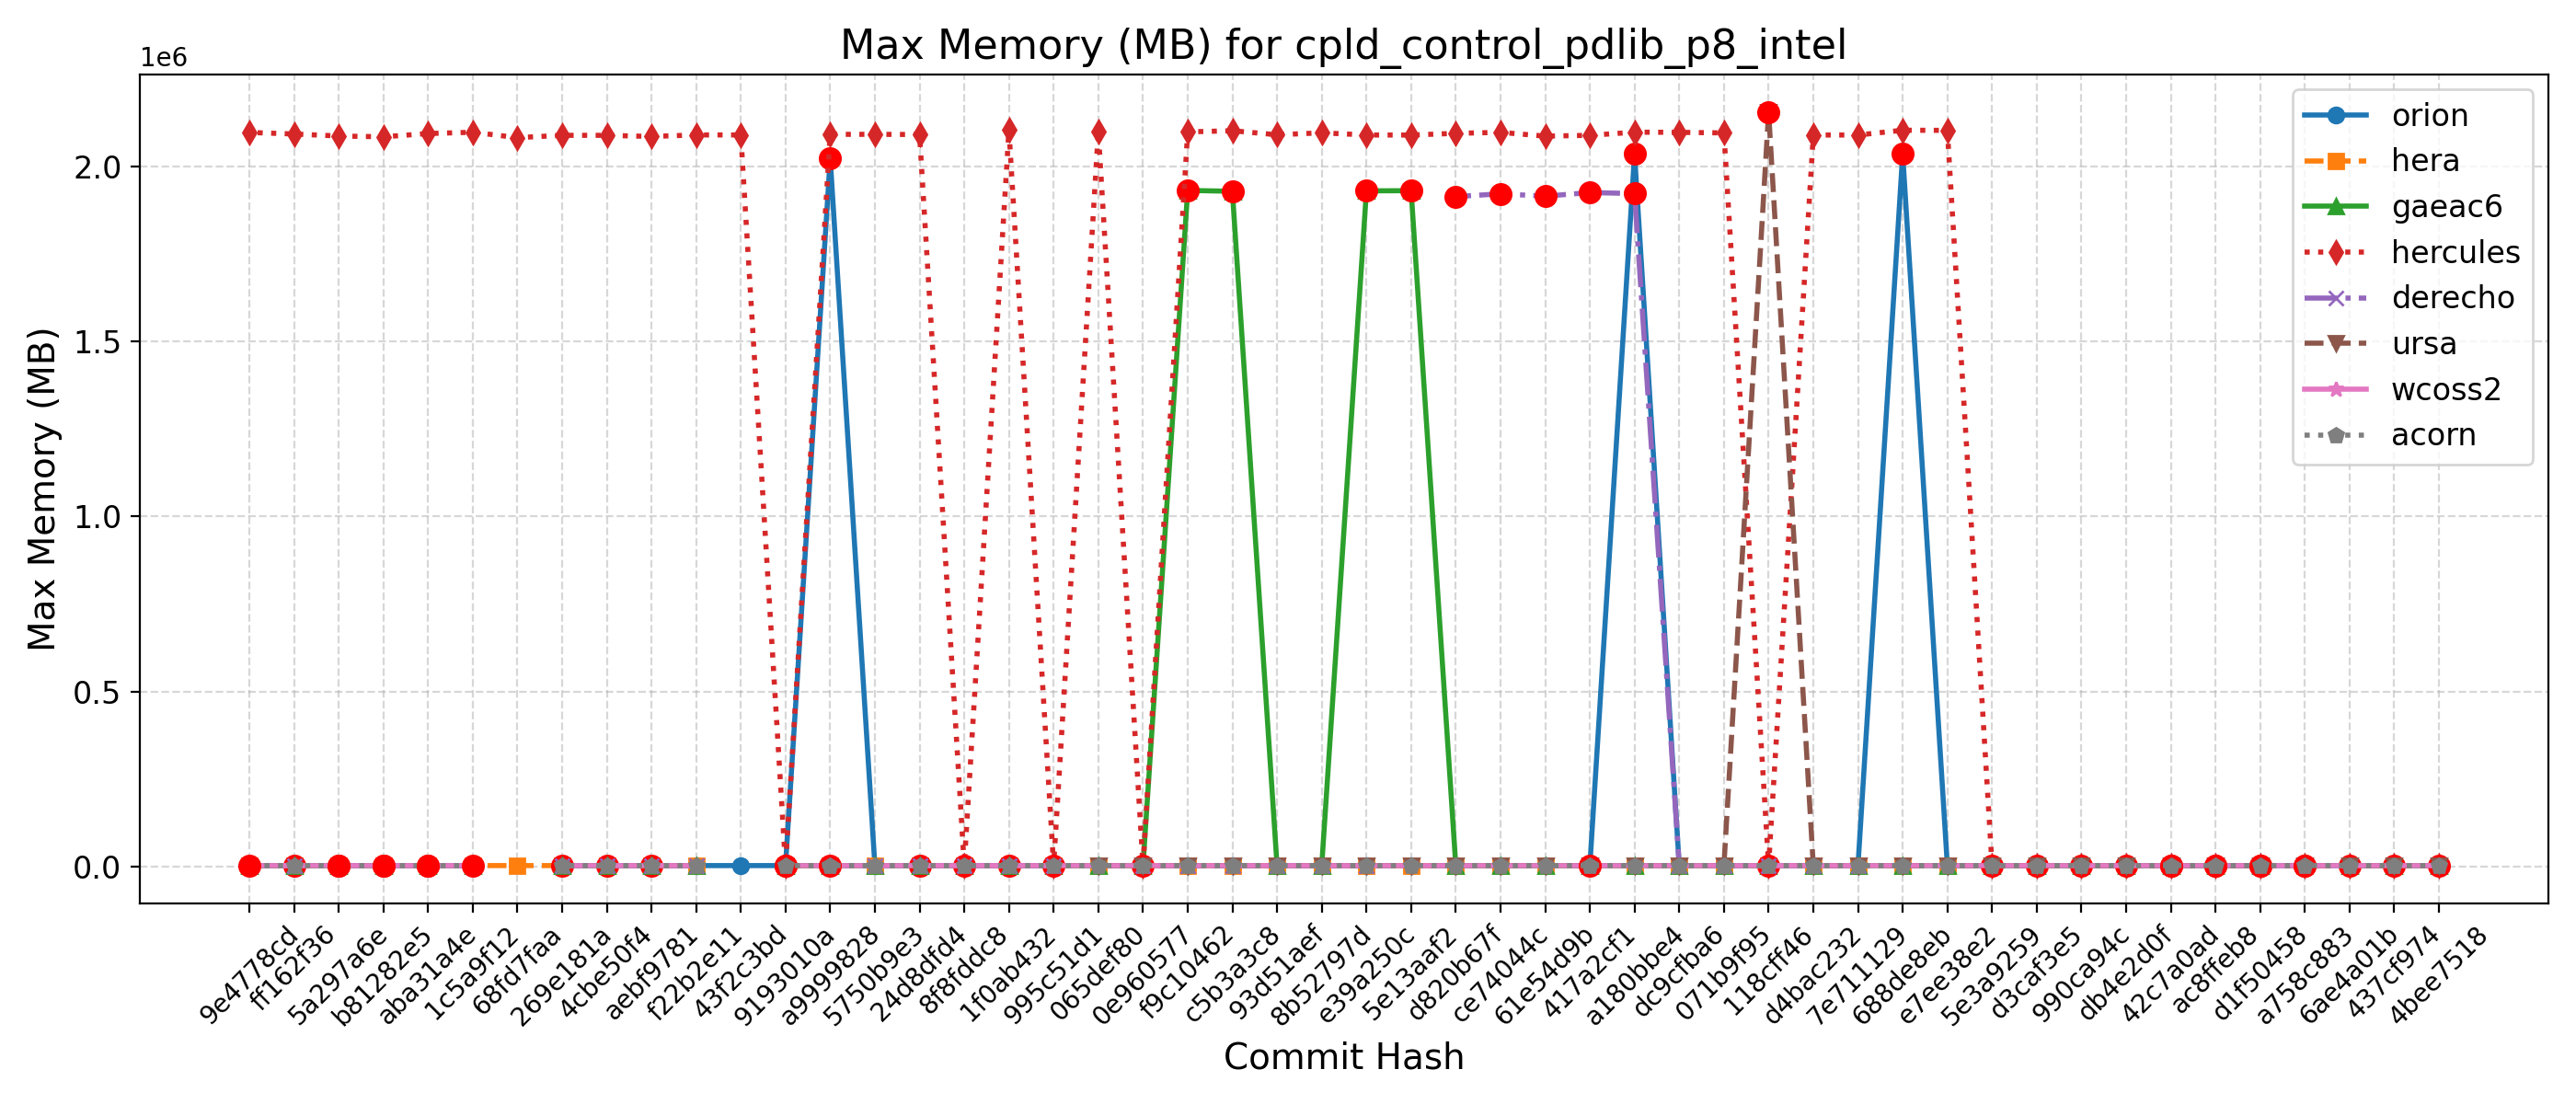 Max Memory (MB) for cpld_control_pdlib_p8_intel
1e6
2.0
1.5
1.0
0.5
0.0
Max Memory (MB)
orion
hera
gaeac6
hercules
derecho
ursa
wcoss2
acorn
9e4778cd
ff162f36
5a297a6e
b81282e5
aba31a4e
1c5a9f12
68fd7faa
269e181a
4cbe50f4
aebf9781
f22b2e11
43f2c3bd
9193010a
a9999828
5750b9e3
24d8dfd4
8f8fddc8
1f0ab432
995c51d1
065def80
0e960577
f9c10462
c5b3a3c8
93d51aef
8b52797d
e39a250c
5e13aaf2
d820b67f
ce74044c
61e54d9b
417a2cf1
a180bbe4
dc9cfba6
071b9f95
118cff46
d4bac232
7e711129
688de8eb
e7ee38e2
5e3a9259
d3caf3e5
990ca94c
db4e2d0f
42c7a0ad
ac8ffeb8
d1f50458
a758c883
6ae4a01b
437cf974
4bee7518
Commit Hash